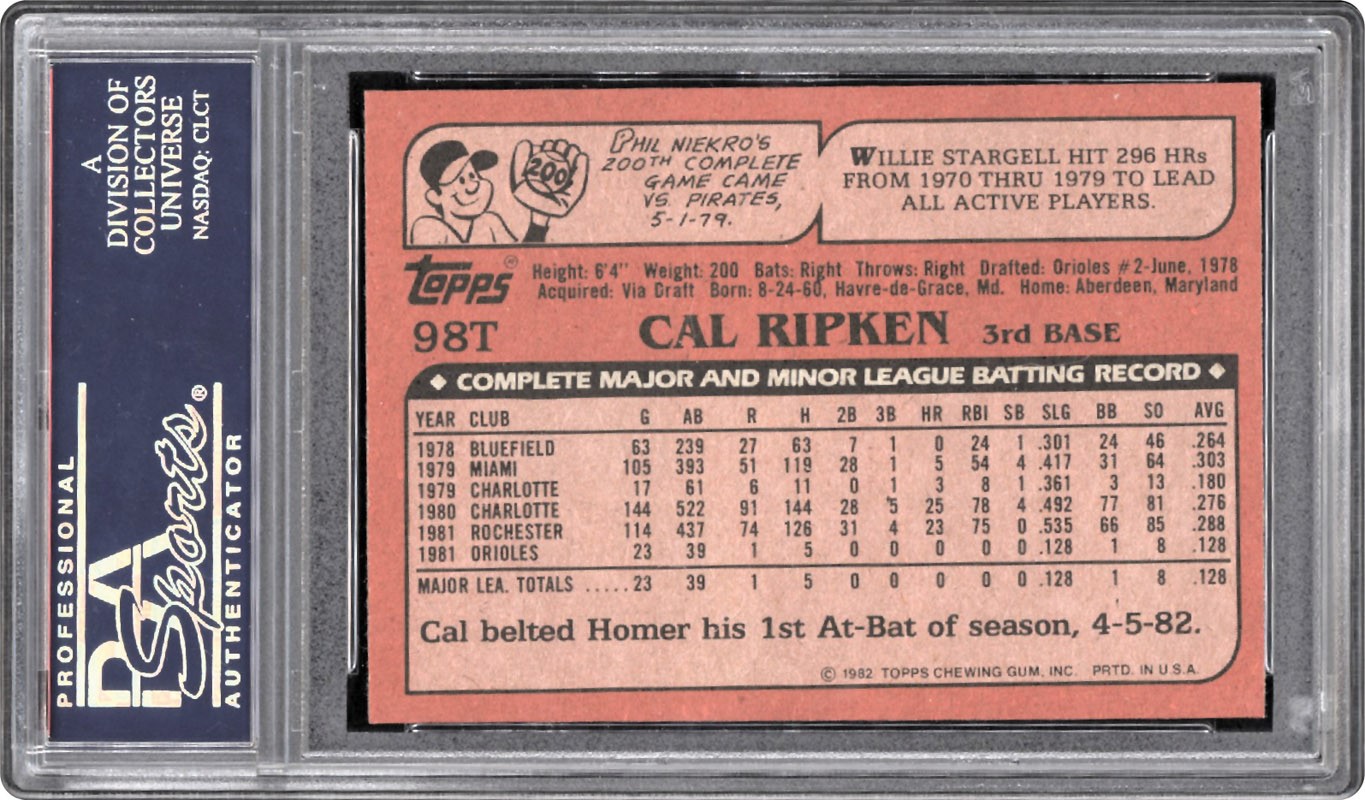 A
DIVISION OF
COLLECTORS
UNIVERSE
NASDAQ: CLCT
PROFESSIONAL
PSA
Sports®
AUTHENTICATOR
200!
PHIL NIEKRO'S
200TH COMPLETE
GAME CAME
VS. PIRATES,
5-1-79.
WILLIE STARGELL HIT 296 HRs
FROM 1970 THRU 1979 TO LEAD
ALL ACTIVE PLAYERS.
topps®
Height: 6'4" Weight: 200 Bats: Right Throws: Right Drafted: Orioles #2-June, 1978
Acquired: Via Draft Born: 8-24-60, Havre-de-Grace, Md. Home: Aberdeen, Maryland
98T CAL RIPKEN 3rd BASE
◆ COMPLETE MAJOR AND MINOR LEAGUE BATTING RECORD ◆
YEAR CLUB G AB R H 2B 3B HR RBI SB SLG BB SO AVG
1978 BLUEFIELD 63 239 27 63 7 1 0 24 1 .301 24 46 .264
1979 MIAMI 105 393 51 119 28 1 5 54 4 .417 31 64 .303
1979 CHARLOTTE 17 61 6 11 0 1 3 8 1 .361 3 13 .180
1980 CHARLOTTE 144 522 91 144 28 5 25 78 4 .492 77 81 .276
1981 ROCHESTER 114 437 74 126 31 4 23 75 0 .535 66 85 .288
1981 ORIOLES 23 39 1 5 0 0 0 0 0 .128 1 8 .128
MAJOR LEA. TOTALS .....23 39 1 5 0 0 0 0 0 .128 1 8 .128
Cal belted Homer his 1st At-Bat of season, 4-5-82.
© 1982 TOPPS CHEWING GUM, INC. PRTD. IN U.S.A.